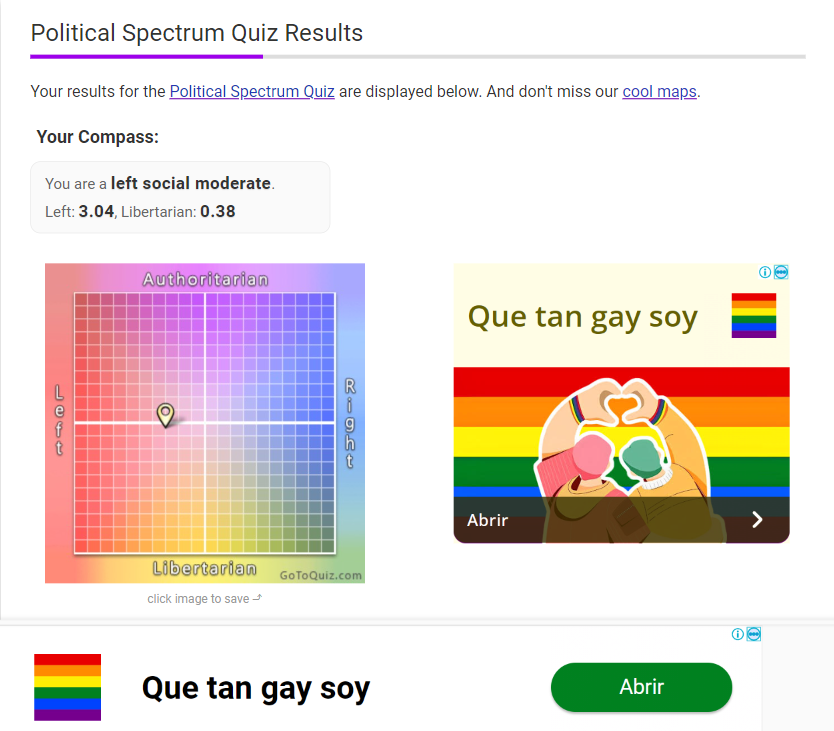 Political Spectrum Quiz Results
Your results for the Political Spectrum Quiz are displayed below. And don't miss our cool maps.
Your Compass:
You are a left social moderate.
Left: 3.04, Libertarian: 0.38
Authoritarian
Left
Right
Libertarian
GoToQuiz.com
click image to save
Que tan gay soy
Abrir
Que tan gay soy
Abrir